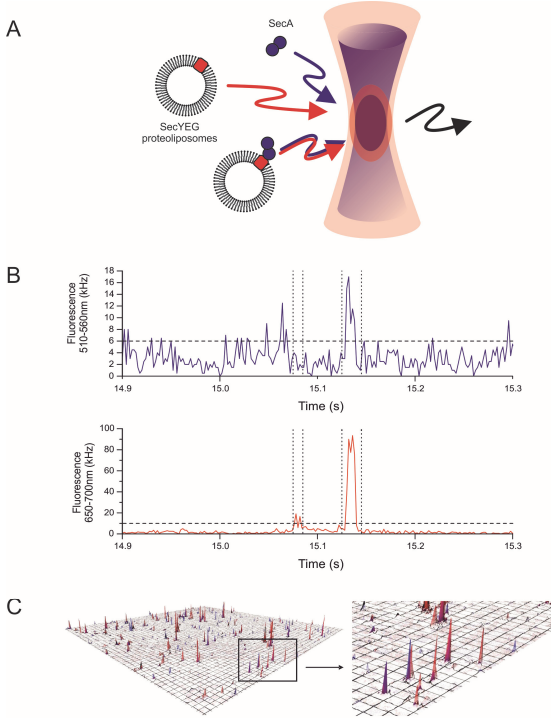 A
SecA
SecYEG
proteoliposomes
B
Fluorescence
510-560nm (kHz)
18
16
14
12
10
8
6
4
2
0
14.9 15.0 15.1 15.2 15.3
Time (s)
Fluorescence
650-700nm (kHz)
100
80
60
40
20
0
14.9 15.0 15.1 15.2 15.3
Time (s)
C